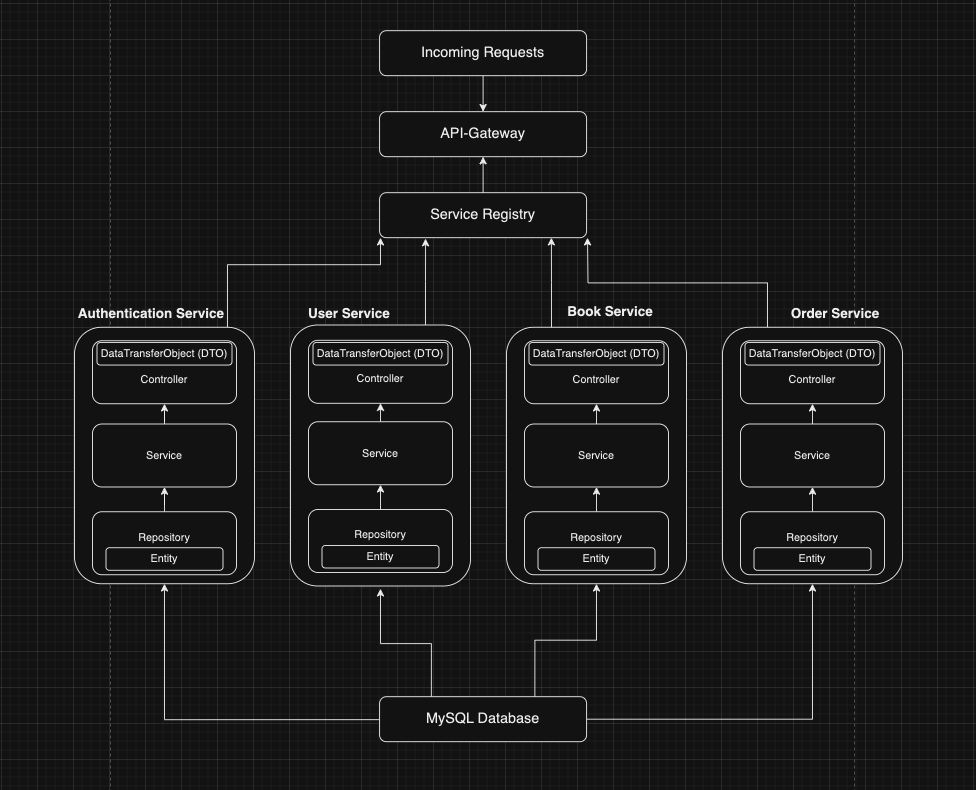 Incoming Requests
API-Gateway
Service Registry
Authentication Service
User Service
Book Service
Order Service
DataTransferObject (DTO)
Controller
Service
Repository
Entity
DataTransferObject (DTO)
Controller
Service
Repository
Entity
DataTransferObject (DTO)
Controller
Service
Repository
Entity
DataTransferObject (DTO)
Controller
Service
Repository
Entity
MySQL Database